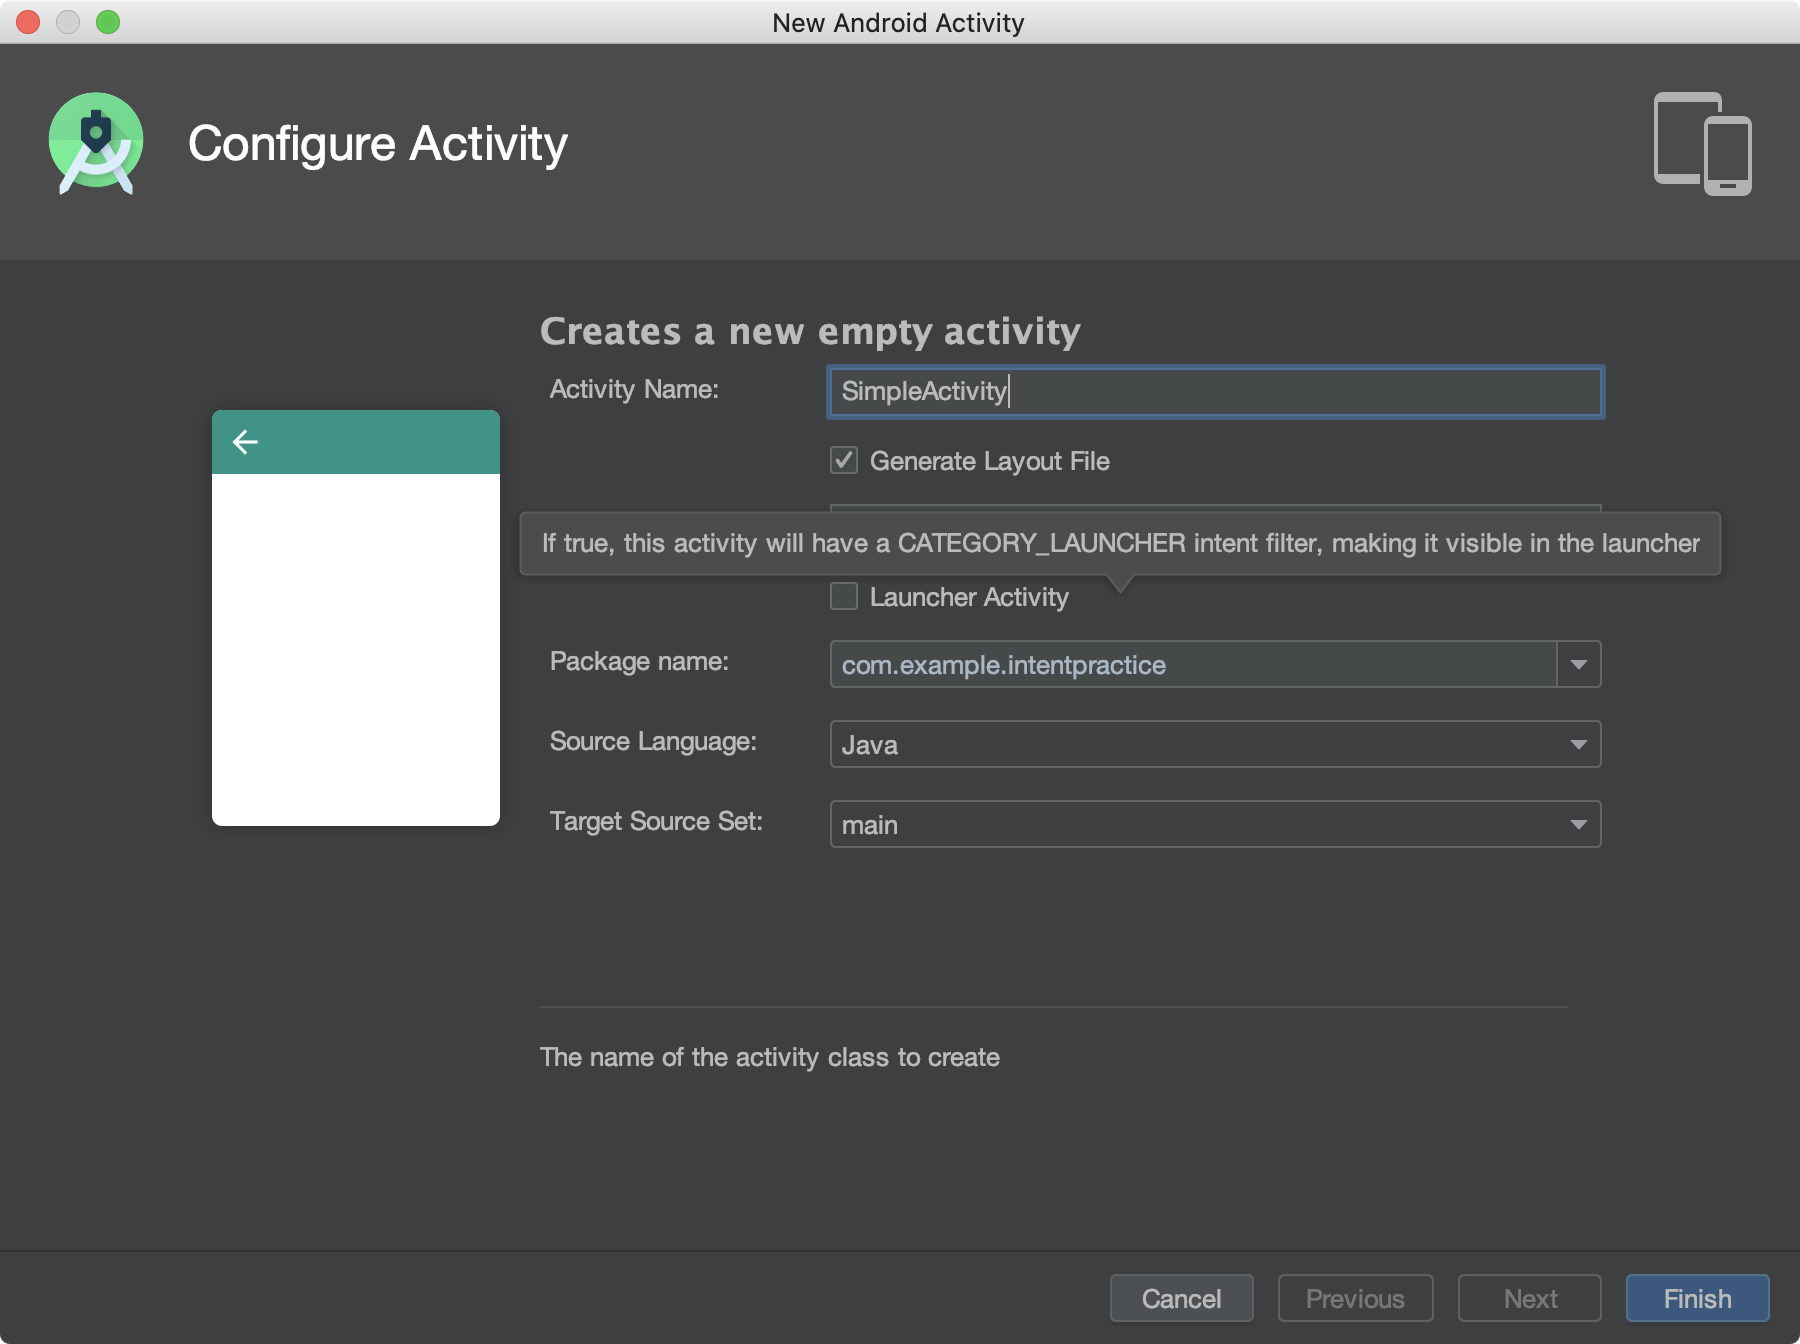 New Android Activity
Configure Activity
Creates a new empty activity
Activity Name:
SimpleActivity
Generate Layout File
If true, this activity will have a CATEGORY_LAUNCHER intent filter, making it visible in the launcher
Launcher Activity
Package name:
com.example.intentpractice
Source Language:
Java
Target Source Set:
main
The name of the activity class to create
Cancel
Previous
Next
Finish